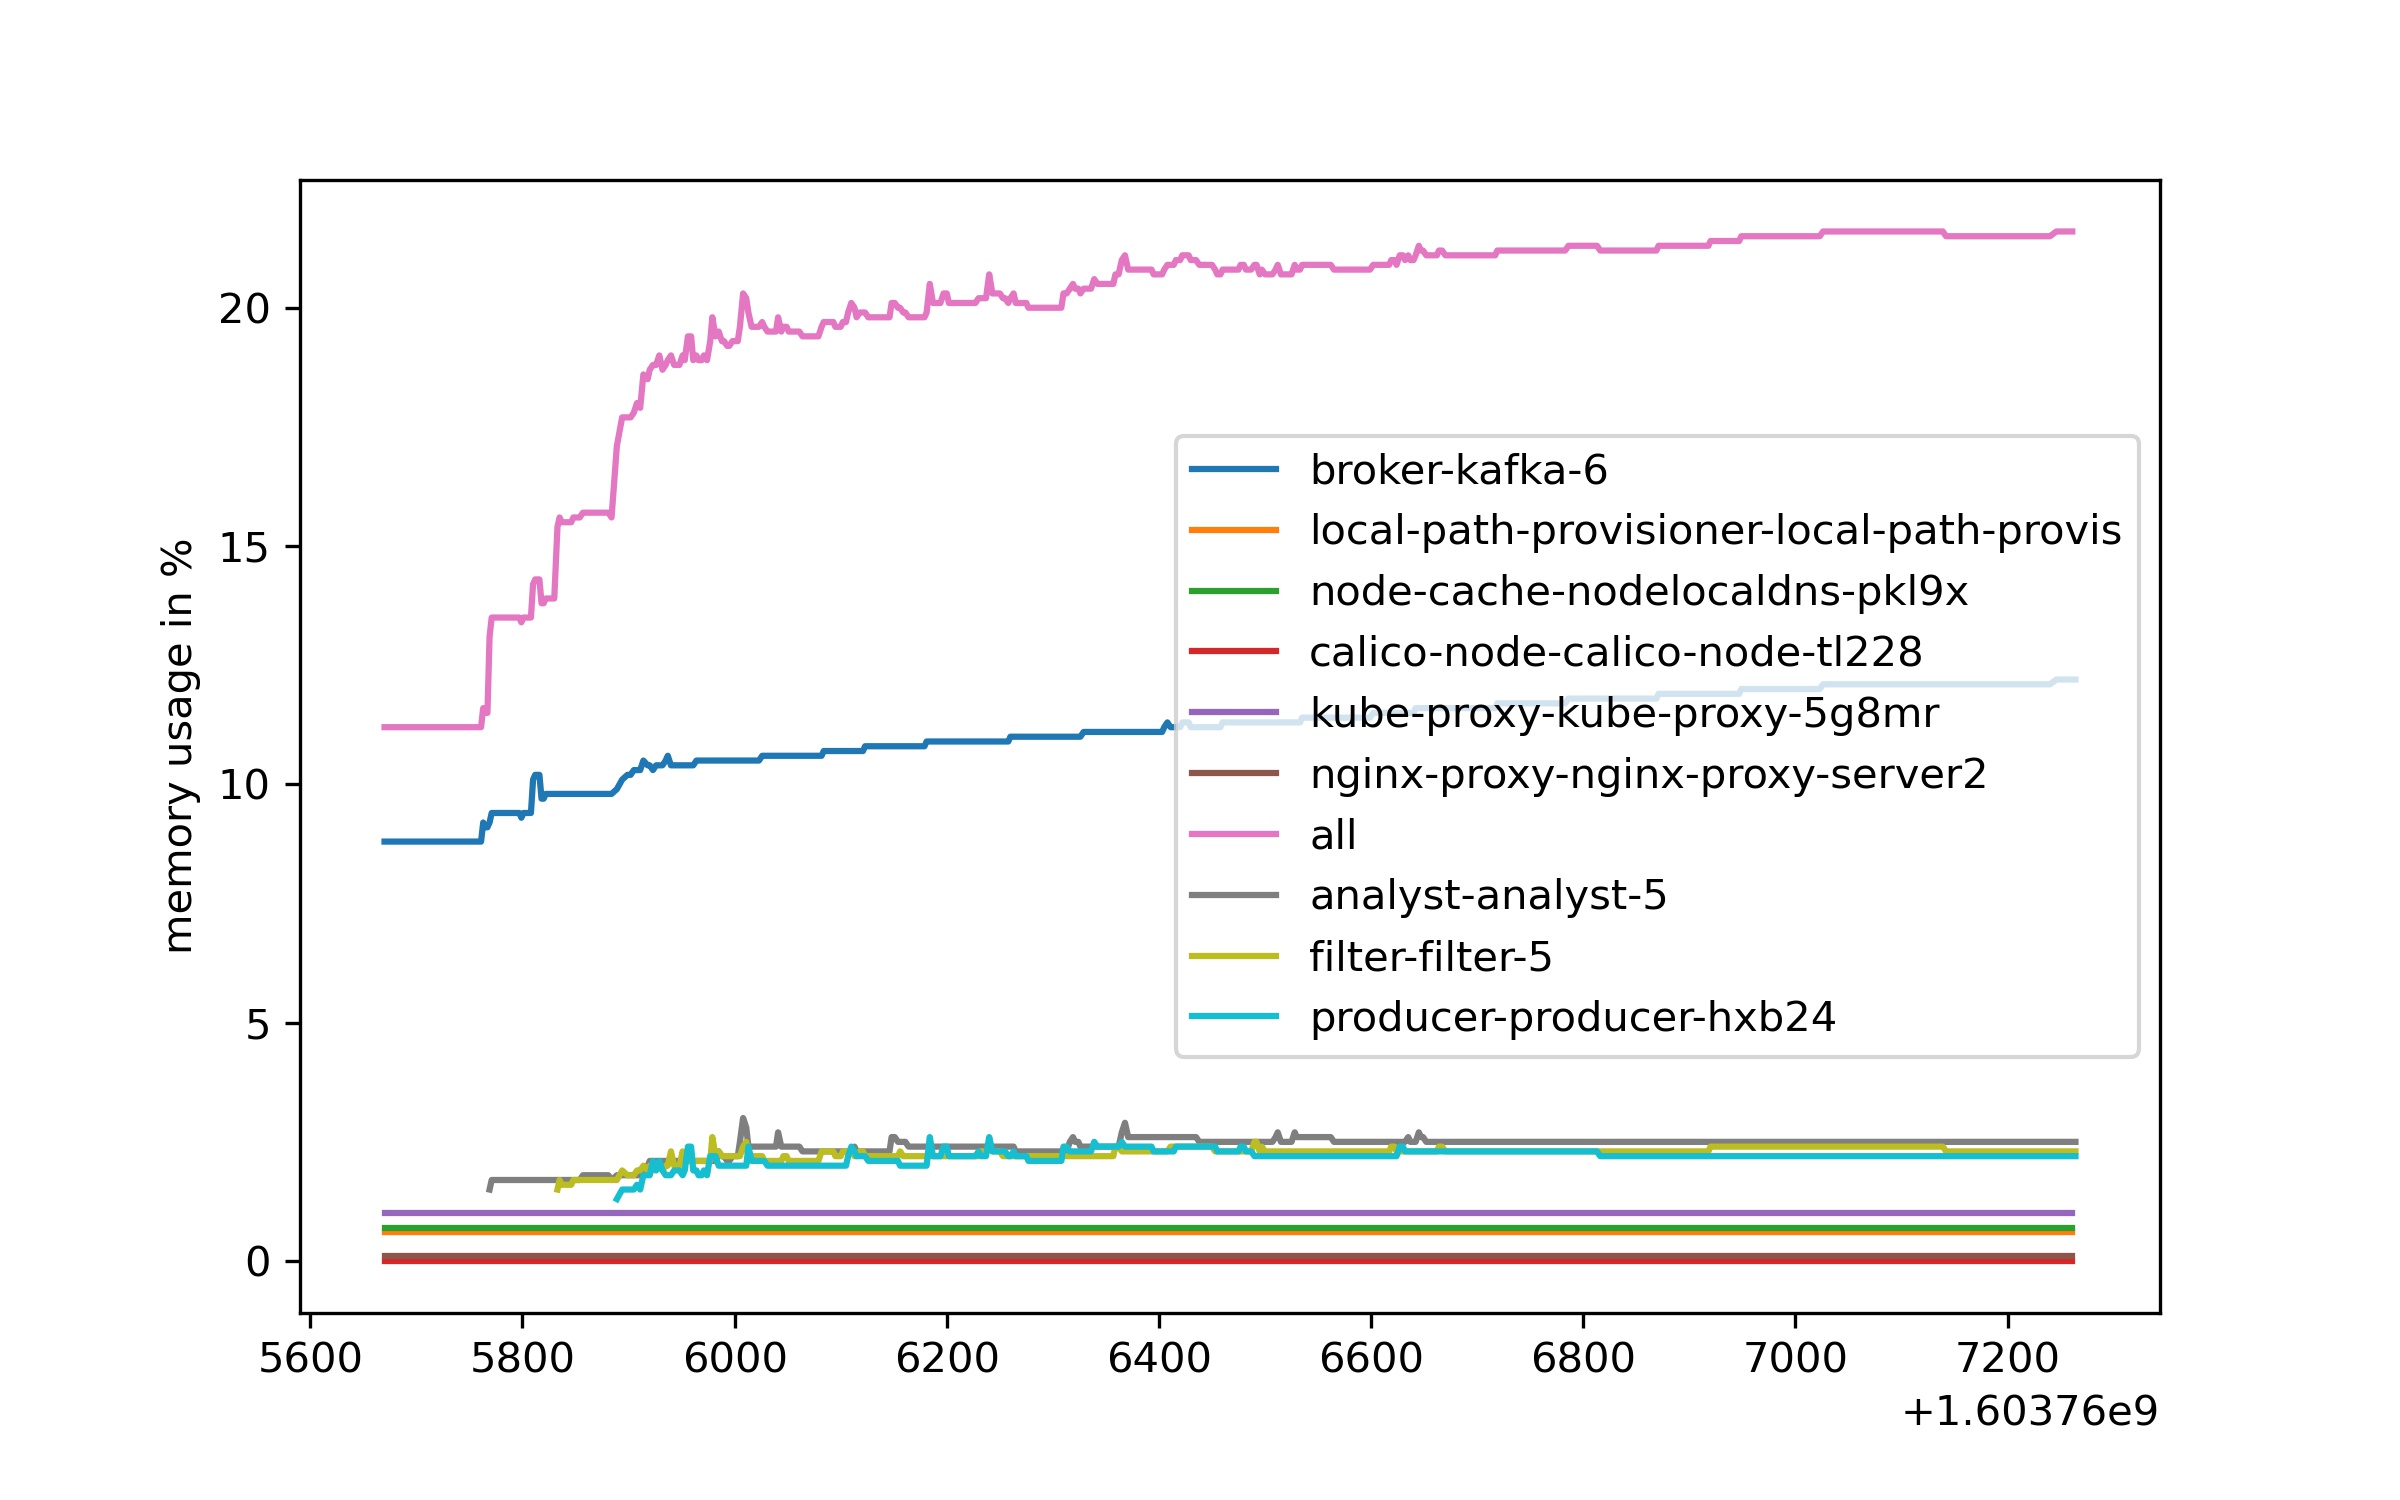 memory usage in %
20
15
10
5
0
broker-kafka-6
local-path-provisioner-local-path-provis
node-cache-nodelocaldns-pkl9x
calico-node-calico-node-tl228
kube-proxy-kube-proxy-5g8mr
nginx-proxy-nginx-proxy-server2
all
analyst-analyst-5
filter-filter-5
producer-producer-hxb24
5600 5800 6000 6200 6400 6600 6800 7000 7200
+1.60376e9